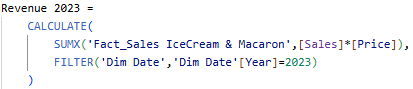 Revenue 2023 =
CALCULATE(
SUMX('Fact_Sales IceCream & Macaron',[Sales]*[Price]),
FILTER('Dim Date','Dim Date'[Year]=2023)
)